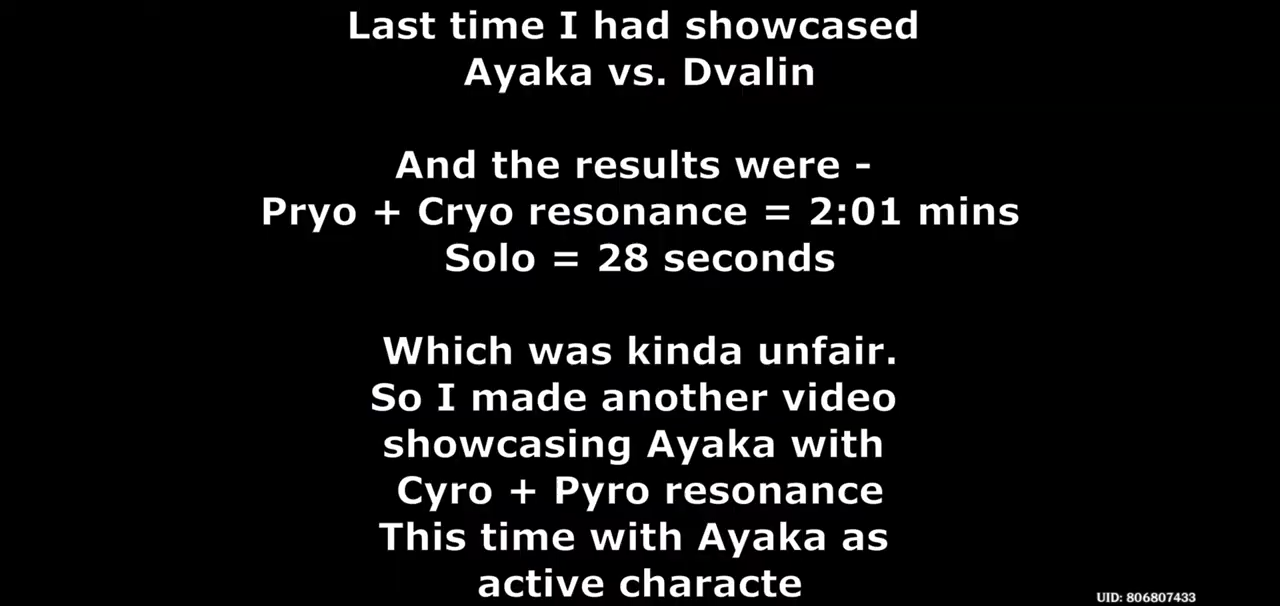 Last time I had showcased
Ayaka vs. Dvalin
And the results were -
Pryo + Cryo resonance = 2:01 mins
Solo = 28 seconds
Which was kinda unfair.
So I made another video
showcasing Ayaka with
Cyro + Pyro resonance
This time with Ayaka as
active characte
UID: 806807433